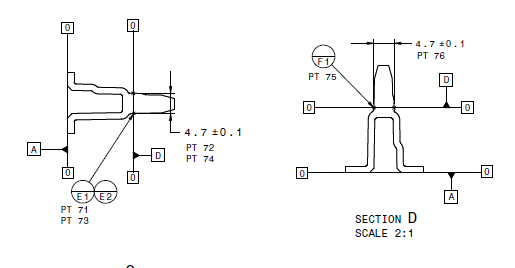 0
0
4.7 ±0.1
PT 76
F1
PT 75
D
0
0
4.7 ±0.1
PT 72
PT 74
A
D
0
0
0
0
A
E1
E2
PT 71
PT 73
SECTION D
SCALE 2:1